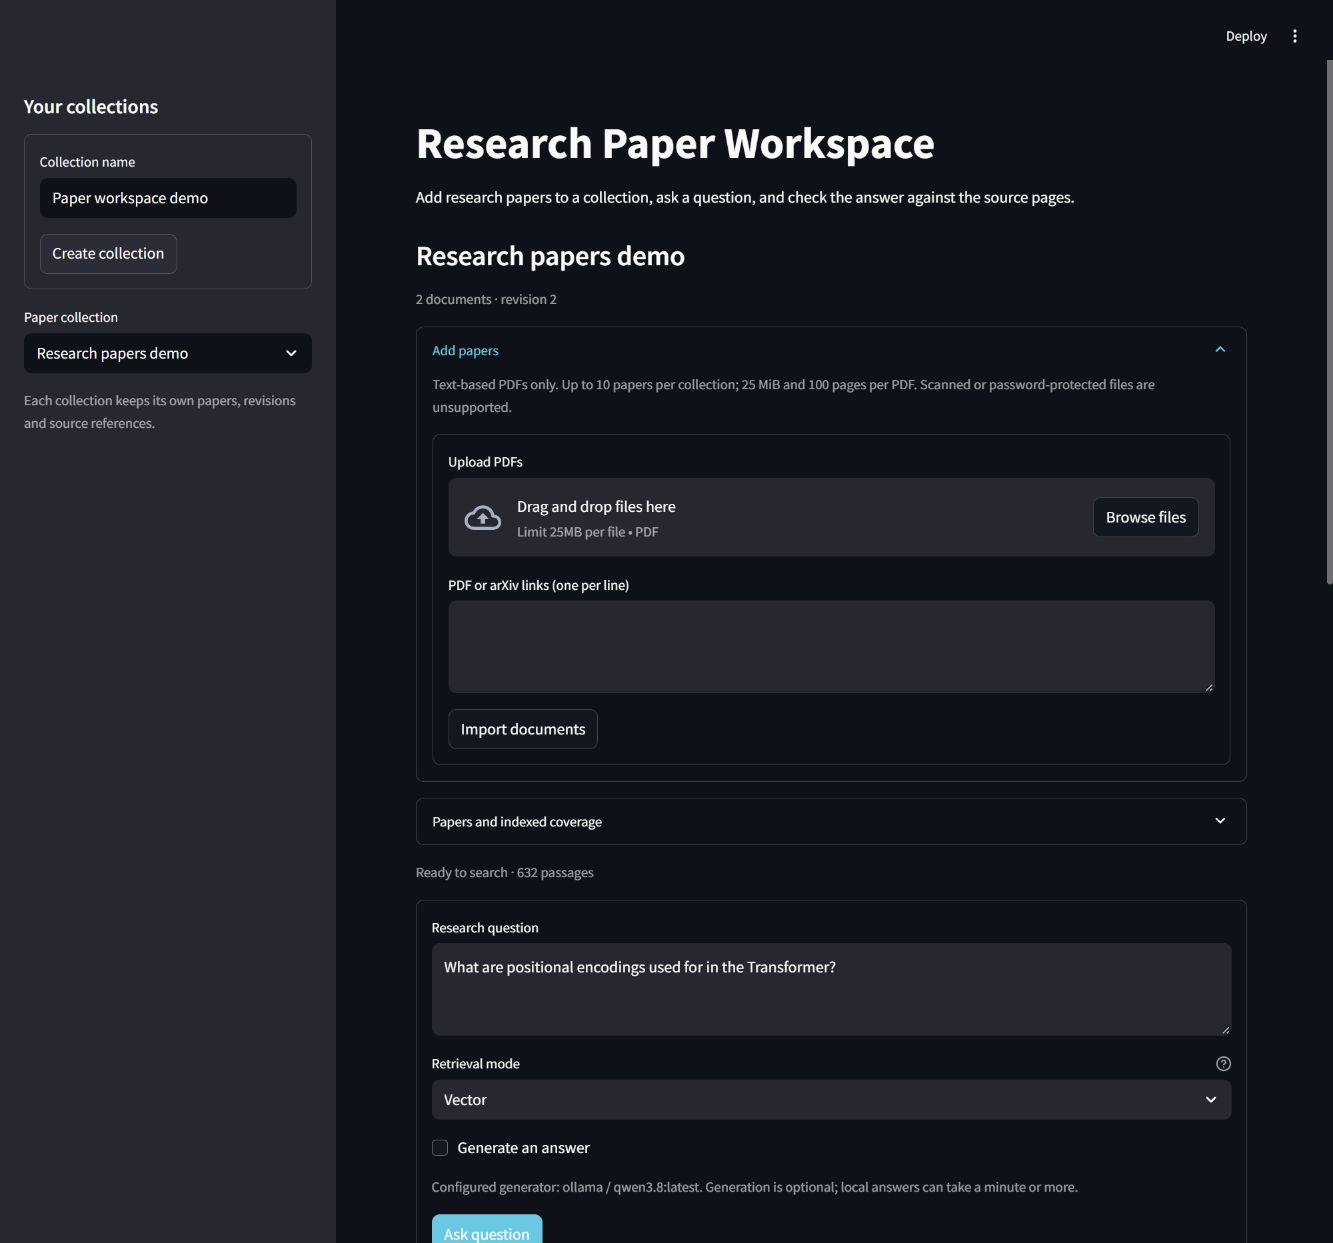 Deploy
Your collections
Collection name
Paper workspace demo
Create collection
Paper collection
Research papers demo
Each collection keeps its own papers, revisions
and source references.
Research Paper Workspace
Add research papers to a collection, ask a question, and check the answer against the source pages.
Research papers demo
2 documents · revision 2
Add papers
Text-based PDFs only. Up to 10 papers per collection; 25 MiB and 100 pages per PDF. Scanned or password-protected files are
unsupported.
Upload PDFs
Drag and drop files here
Limit 25MB per file • PDF
Browse files
PDF or arXiv links (one per line)
Import documents
Papers and indexed coverage
Ready to search · 632 passages
Research question
What are positional encodings used for in the Transformer?
Retrieval mode
Vector
Generate an answer
Configured generator: ollama / qwen3.8:latest. Generation is optional; local answers can take a minute or more.
Ask question